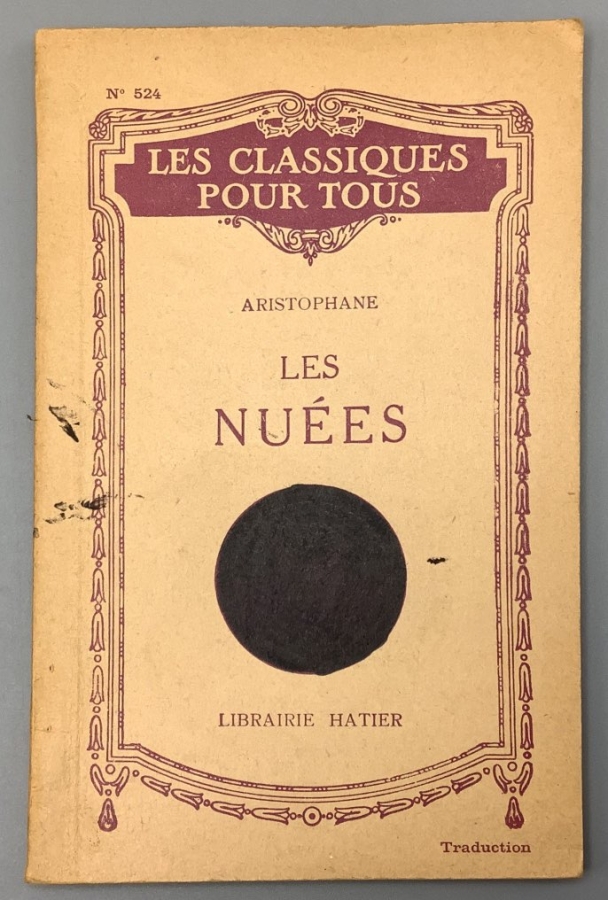 N° 524
LES CLASSIQUES
POUR TOUS
ARISTOPHANE
LES
NUÉES
LIBRAIRIE HATIER
Traduction